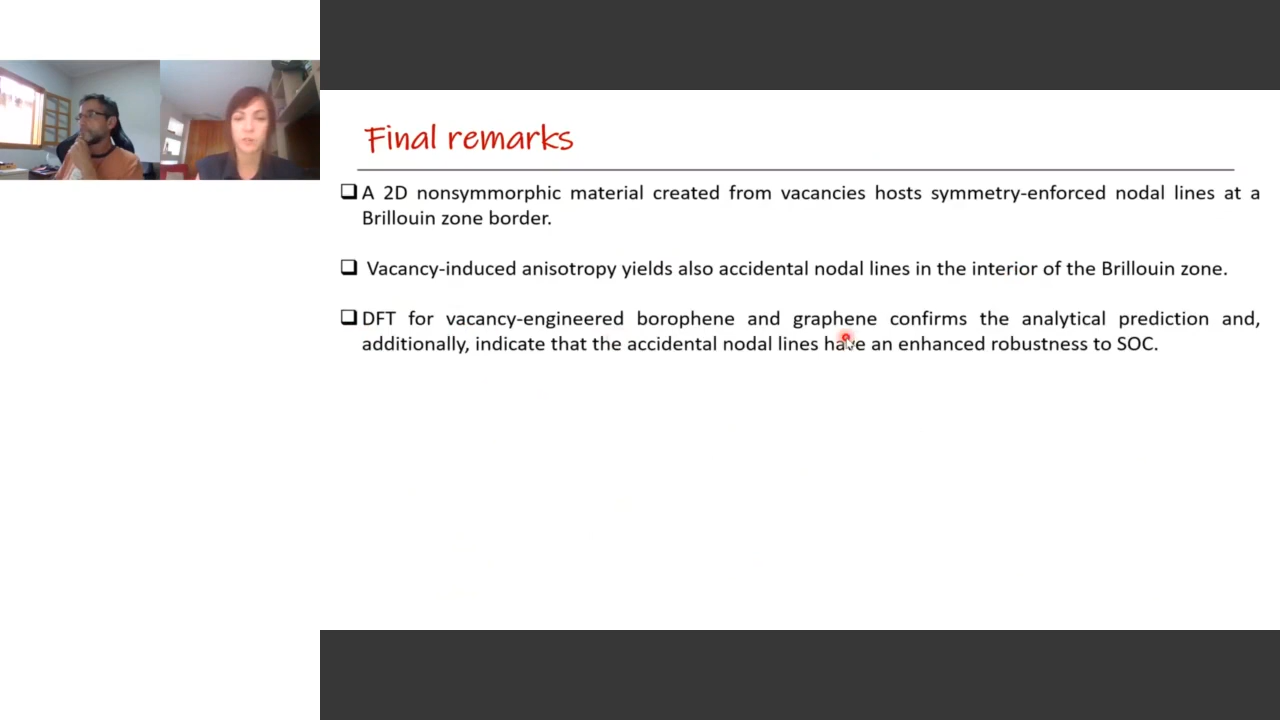 Final remarks
A 2D nonsymmorphic material created from vacancies hosts symmetry-enforced nodal lines at a
Brillouin zone border.
Vacancy-induced anisotropy yields also accidental nodal lines in the interior of the Brillouin zone.
DFT for vacancy-engineered borophene and graphene confirms the analytical prediction and,
additionally, indicate that the accidental nodal lines have an enhanced robustness to SOC.